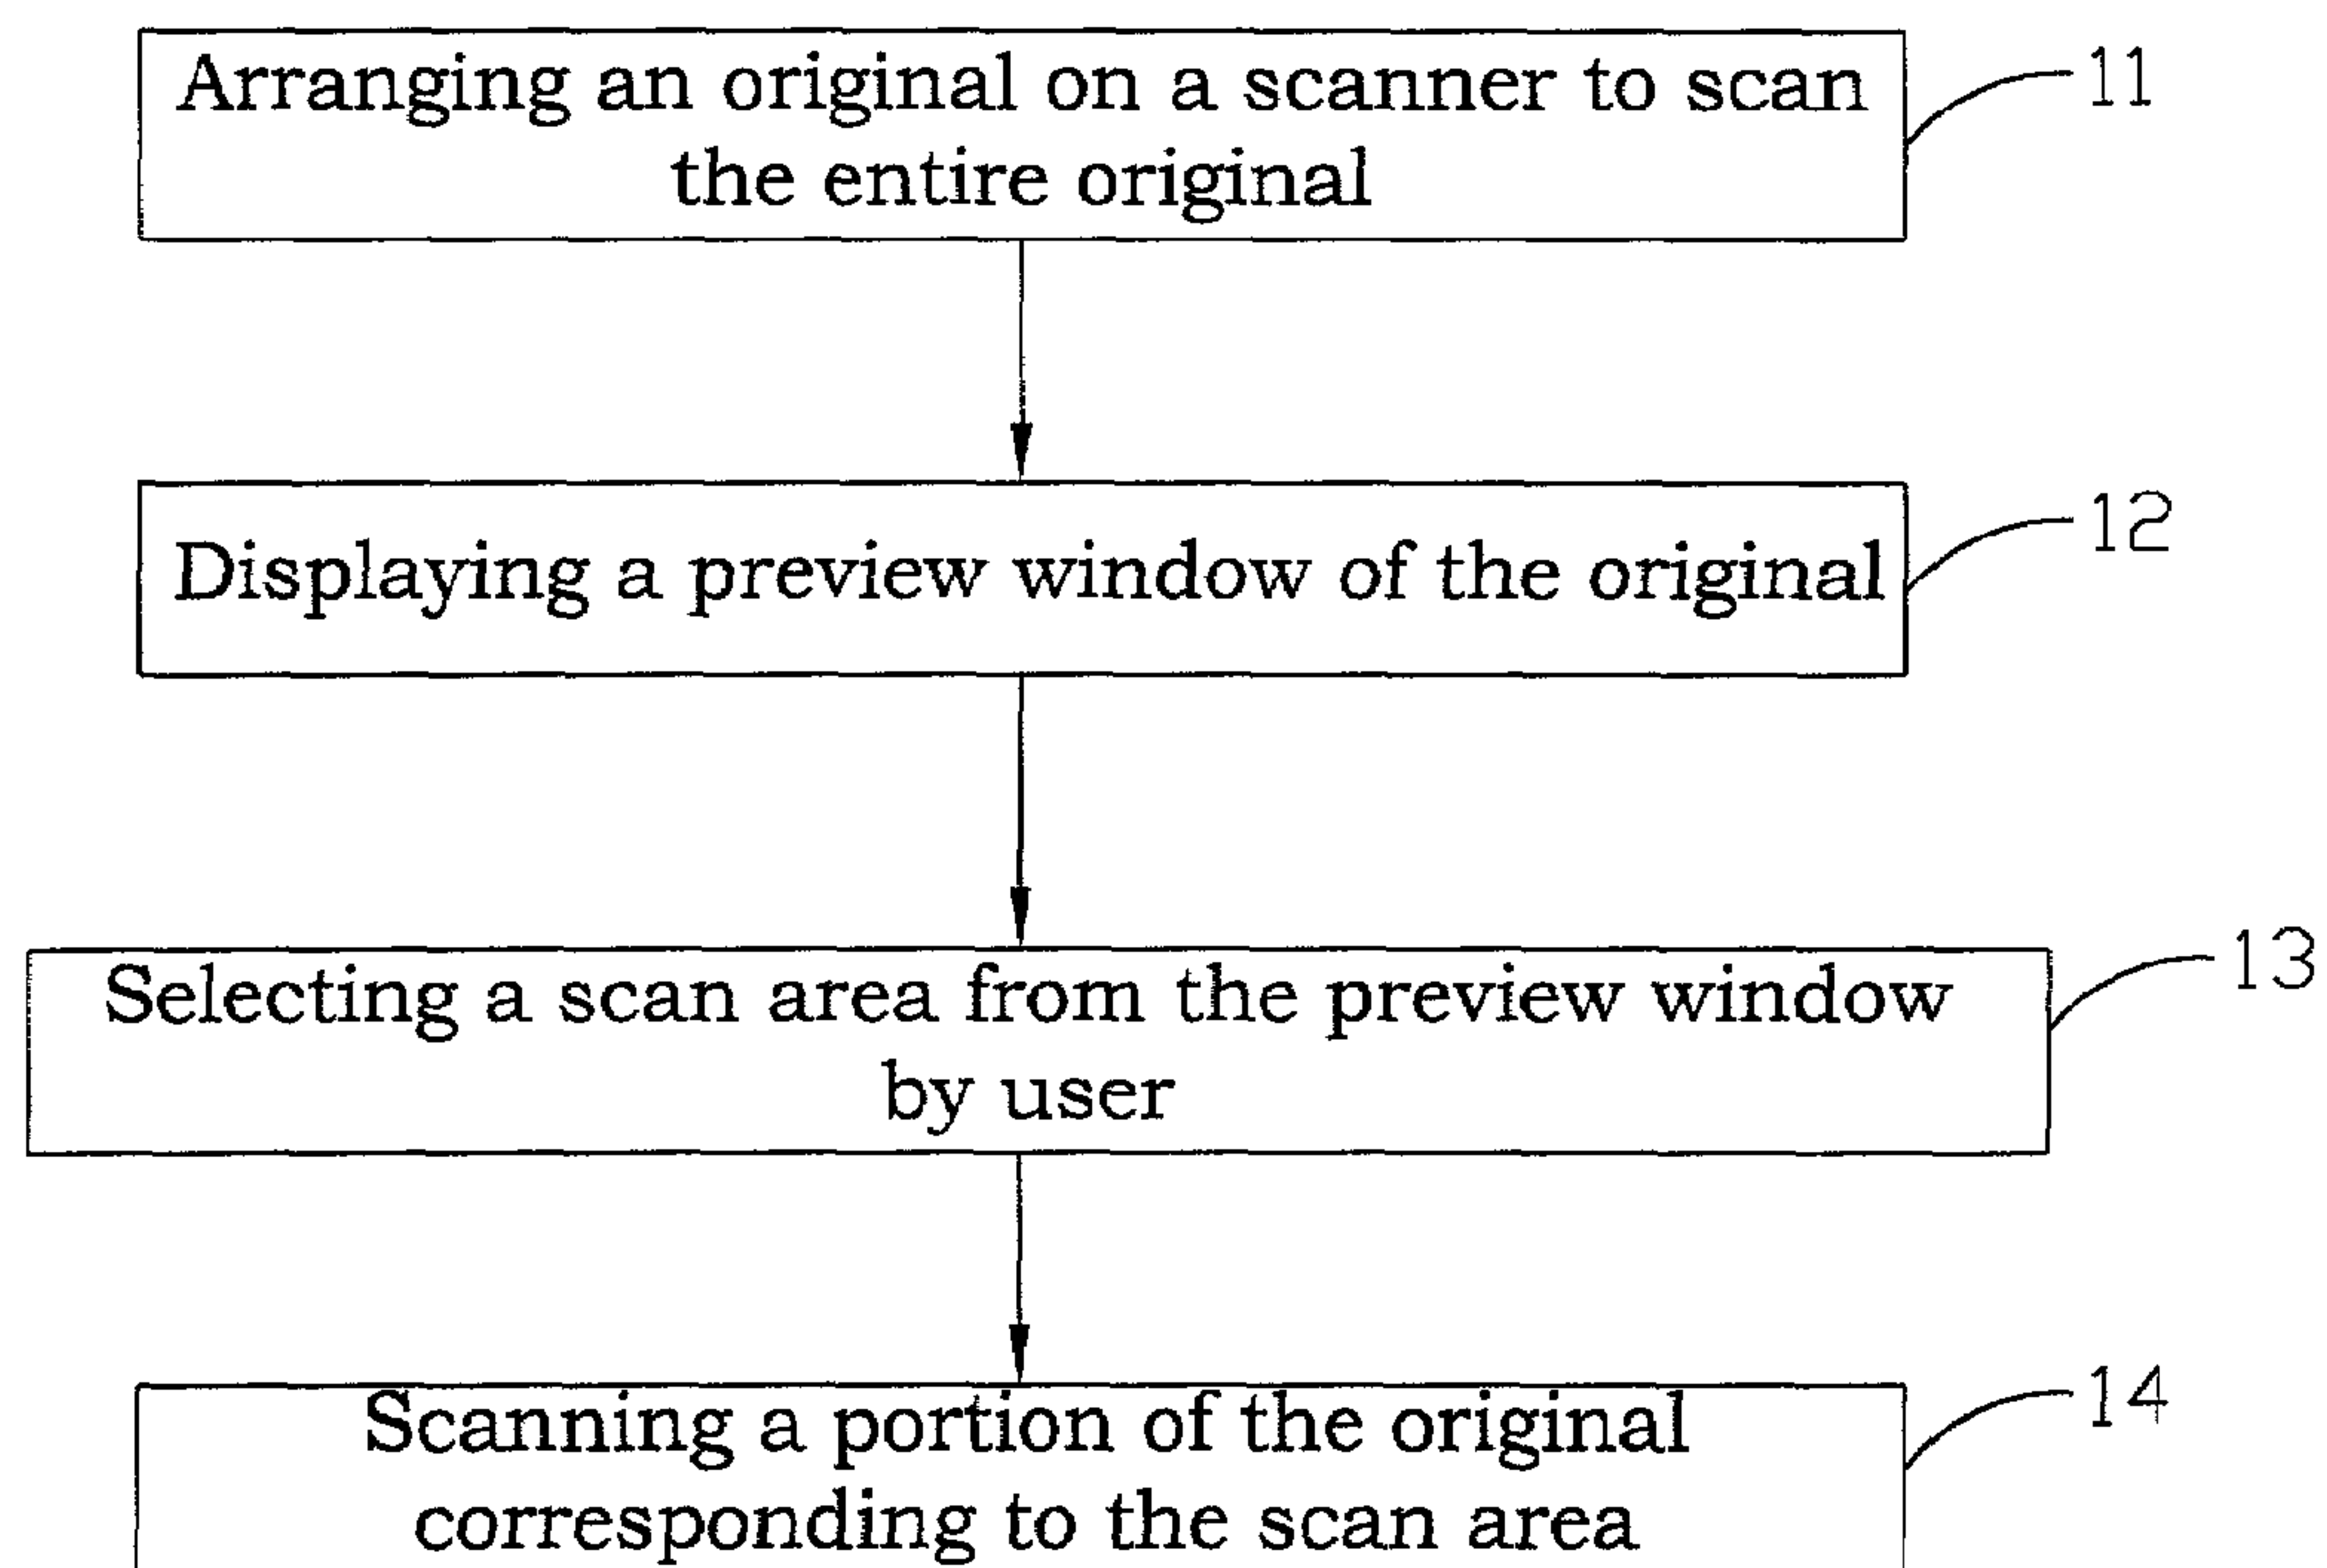 Arranging an original on a scanner to scan
the entire original
11
Displaying a preview window of the original
12
Selecting a scan area from the preview window
by user
13
Scanning a portion of the original
corresponding to the scan area
14